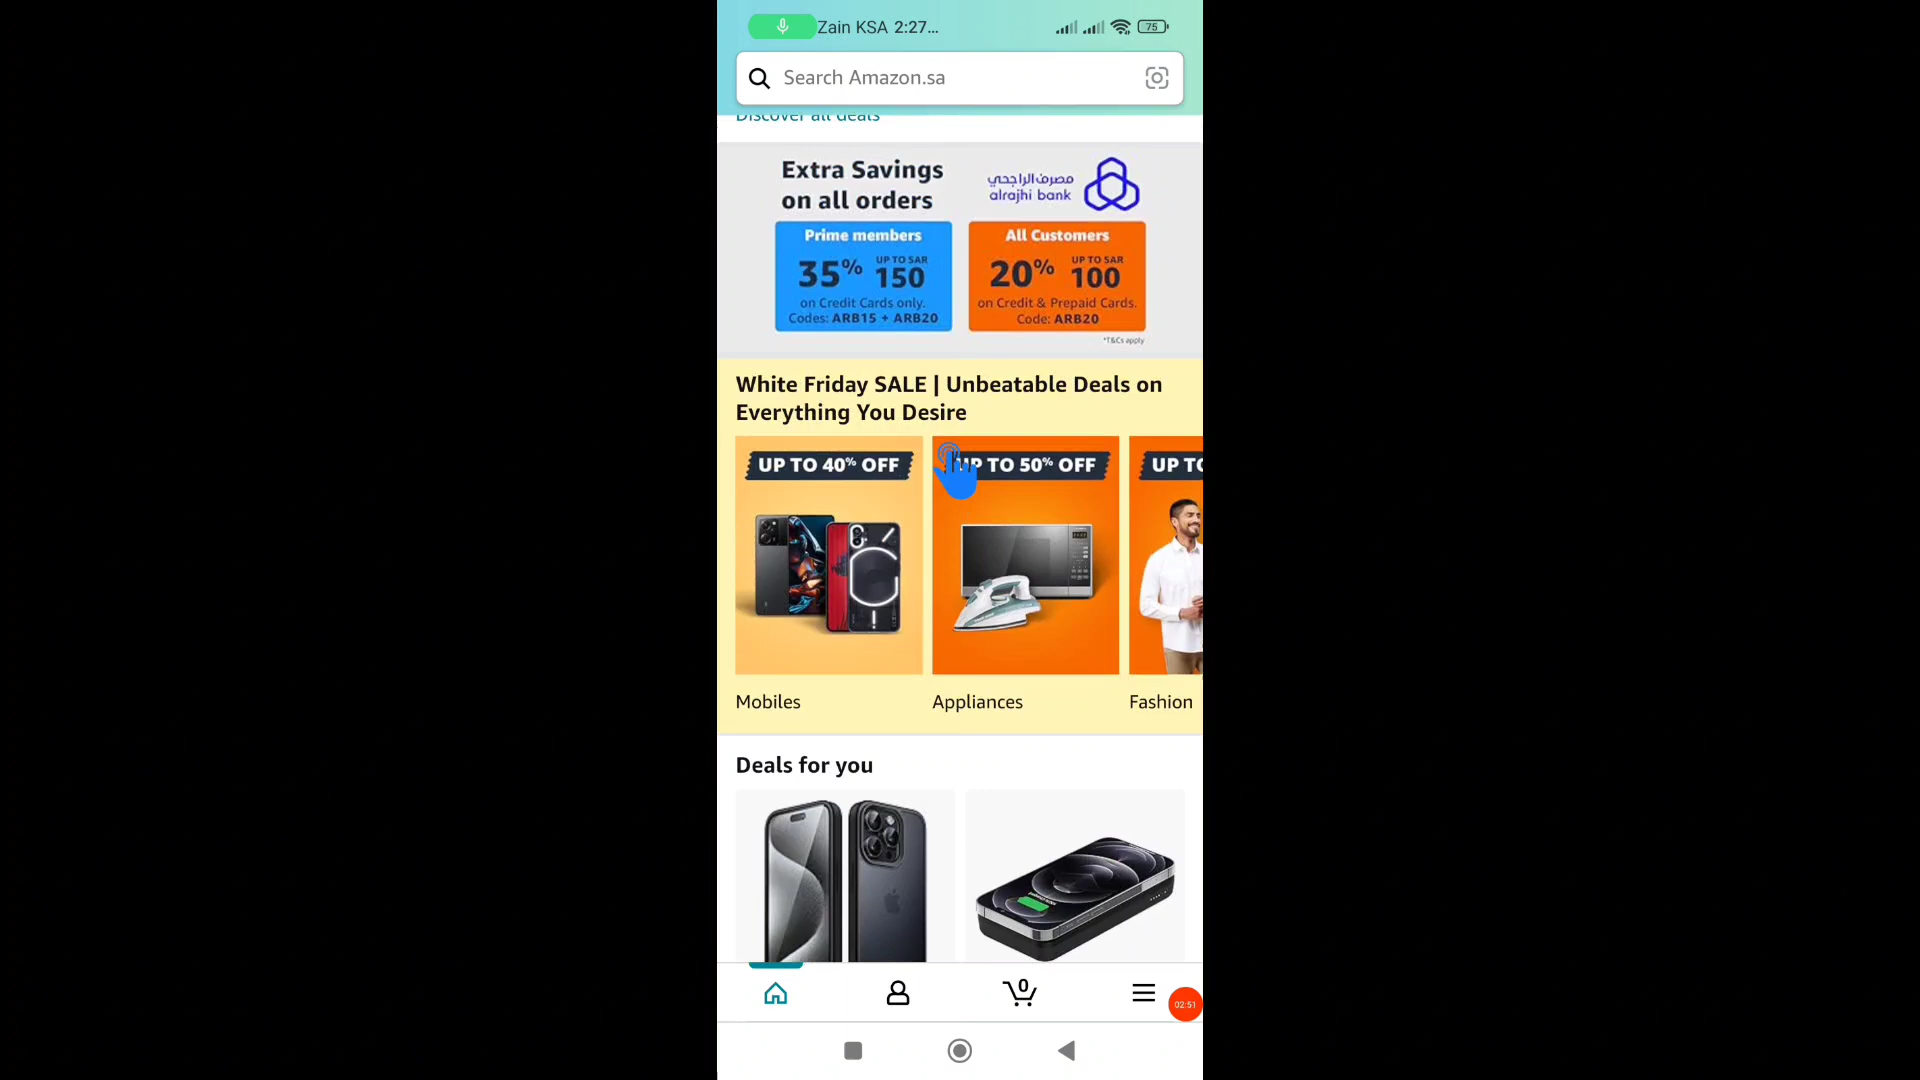 Zain KSA 2:27...
75
Search Amazon.sa
Discover all deals
Extra Savings
on all orders
مصرف الراجحي
alrajhi bank
Prime members
35% UP TO SAR 150
on Credit Cards only.
Codes: ARB15 + ARB20
All Customers
20% UP TO SAR 100
on Credit & Prepaid Cards.
Code: ARB20
*T&Cs apply
White Friday SALE | Unbeatable Deals on
Everything You Desire
UP TO 40% OFF
UP TO 50% OFF
UP TO
Mobiles
Appliances
Fashion
Deals for you
0
02:51